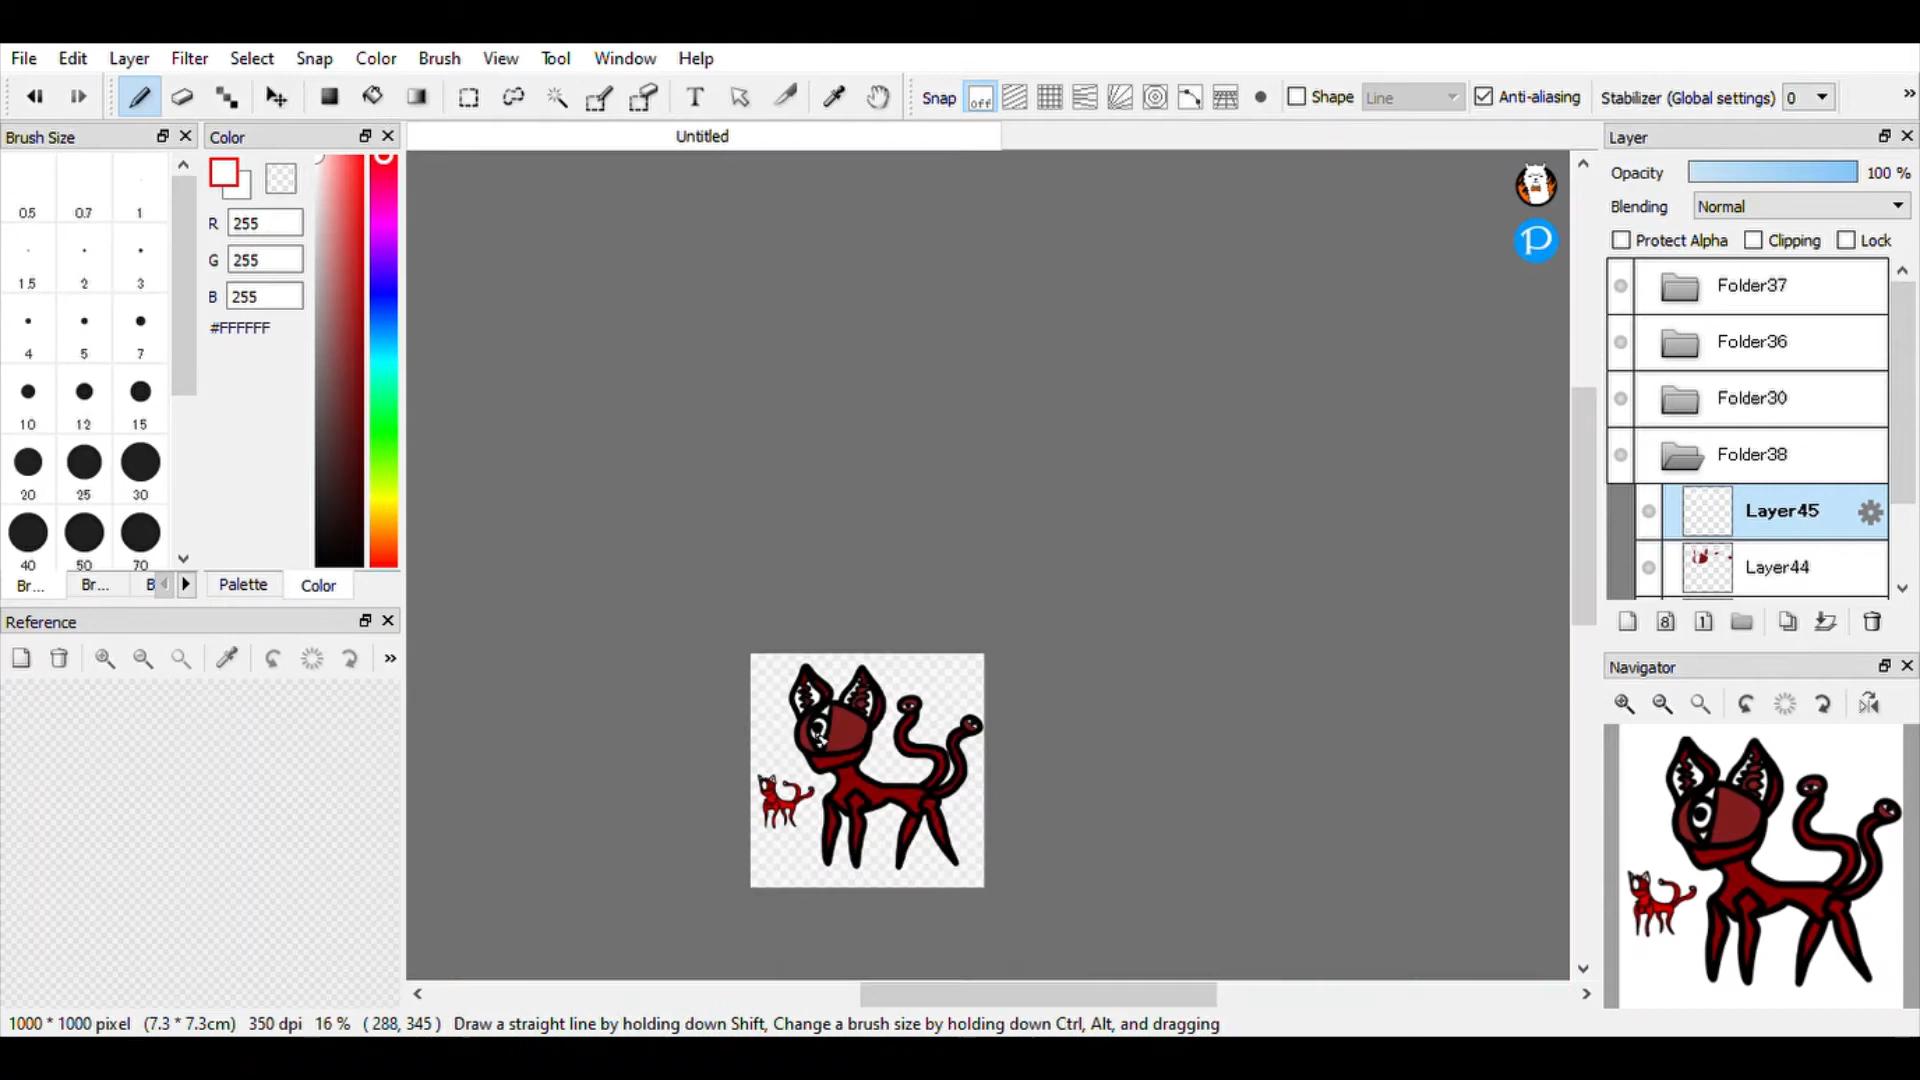 File Edit Layer Filter Select Snap Color Brush View Tool Window Help
T Snap off Shape Line Anti-aliasing Stabilizer (Global settings) 0 »
Brush Size
Color
Untitled
Layer
Opacity 100 %
Blending Normal
Protect Alpha Clipping Lock
0.5 0.7 1
1.5 2 3
4 5 7
10 12 15
20 25 30
40 50 70
R 255
G 255
B 255
#FFFFFF
Br... Br... B
Palette Color
P
Folder37
Folder36
Folder30
Folder38
Layer45
Layer44
8 1
Reference
»
Navigator
1000 * 1000 pixel (7.3 * 7.3cm) 350 dpi 16 % ( 288, 345 ) Draw a straight line by holding down Shift, Change a brush size by holding down Ctrl, Alt, and dragging